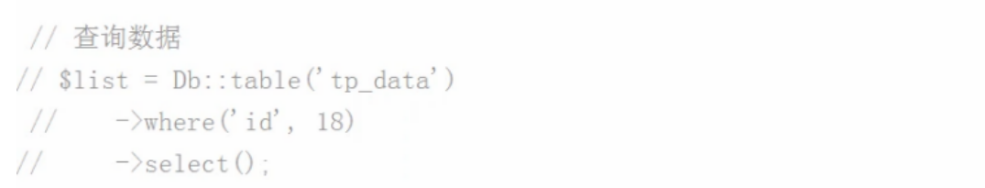 // 查询数据
// $list = Db::table('tp_data')
//     ->where('id', 18)
//     ->select();